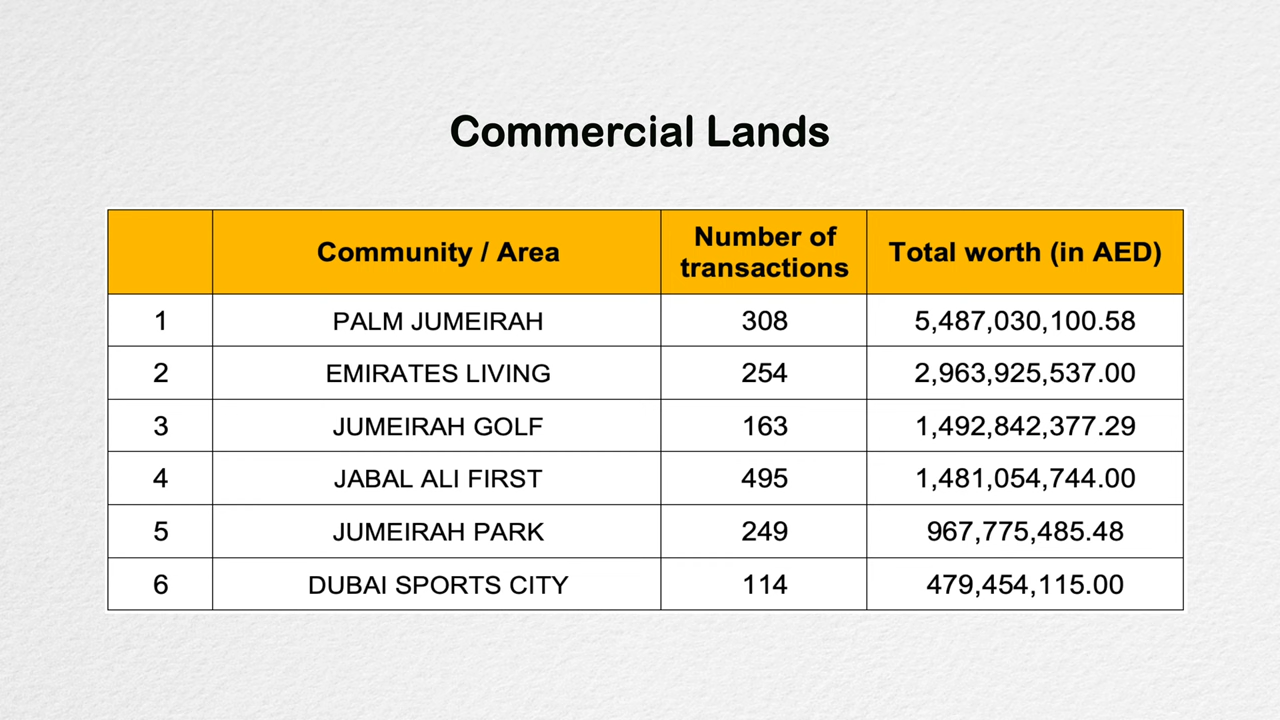 Commercial Lands
Community / Area
Number of
transactions
Total worth (in AED)
1 PALM JUMEIRAH 308 5,487,030,100.58
2 EMIRATES LIVING 254 2,963,925,537.00
3 JUMEIRAH GOLF 163 1,492,842,377.29
4 JABAL ALI FIRST 495 1,481,054,744.00
5 JUMEIRAH PARK 249 967,775,485.48
6 DUBAI SPORTS CITY 114 479,454,115.00